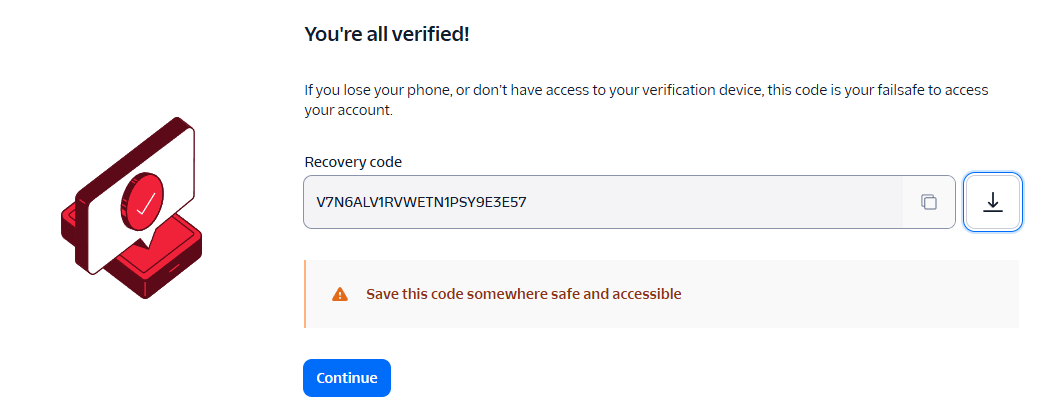 You're all verified!
If you lose your phone, or don't have access to your verification device, this code is your failsafe to access
your account.
Recovery code
V7N6ALV1RVWETN1PSY9E3E57
Save this code somewhere safe and accessible
Continue